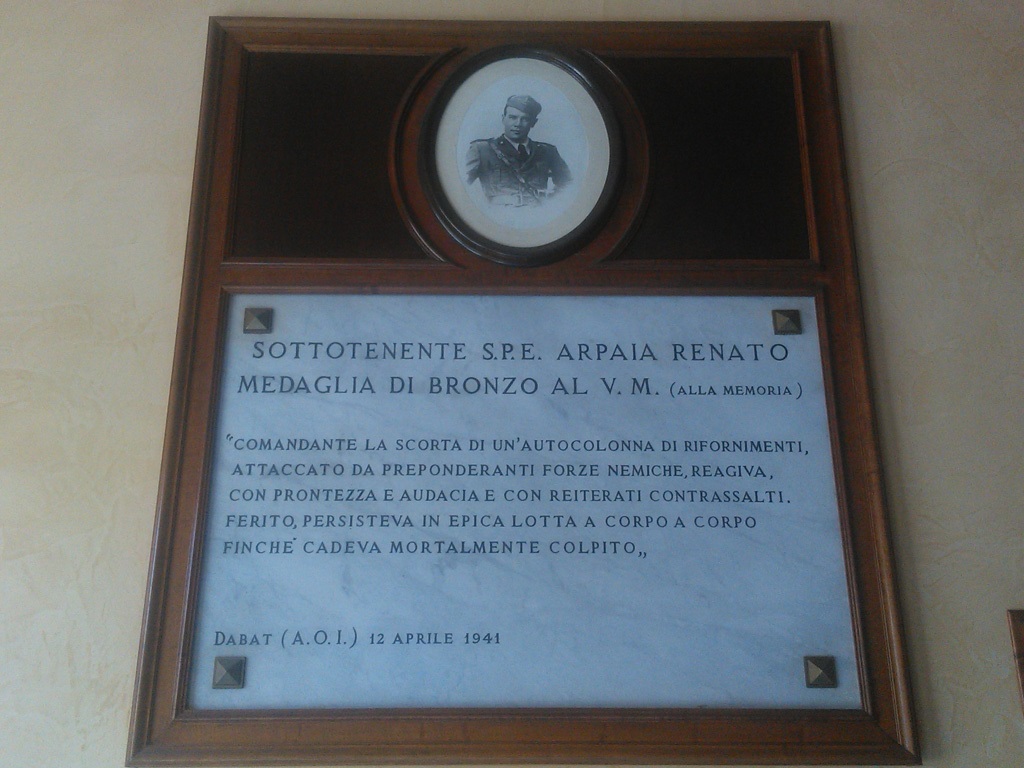 SOTTOTENENTE S.P.E. ARPAIA RENATO
MEDAGLIA DI BRONZO AL V. M. (ALLA MEMORIA)
"COMANDANTE LA SCORTA DI UN'AUTOCOLONNA DI RIFORNIMENTI,
ATTACCATO DA PREPONDERANTI FORZE NEMICHE, REAGIVA,
CON PRONTEZZA E AUDACIA E CON REITERATI CONTRASSALTI.
FERITO, PERSISTEVA IN EPICA LOTTA A CORPO A CORPO
FINCHE' CADEVA MORTALMENTE COLPITO„
DABAT (A.O.I.) 12 APRILE 1941